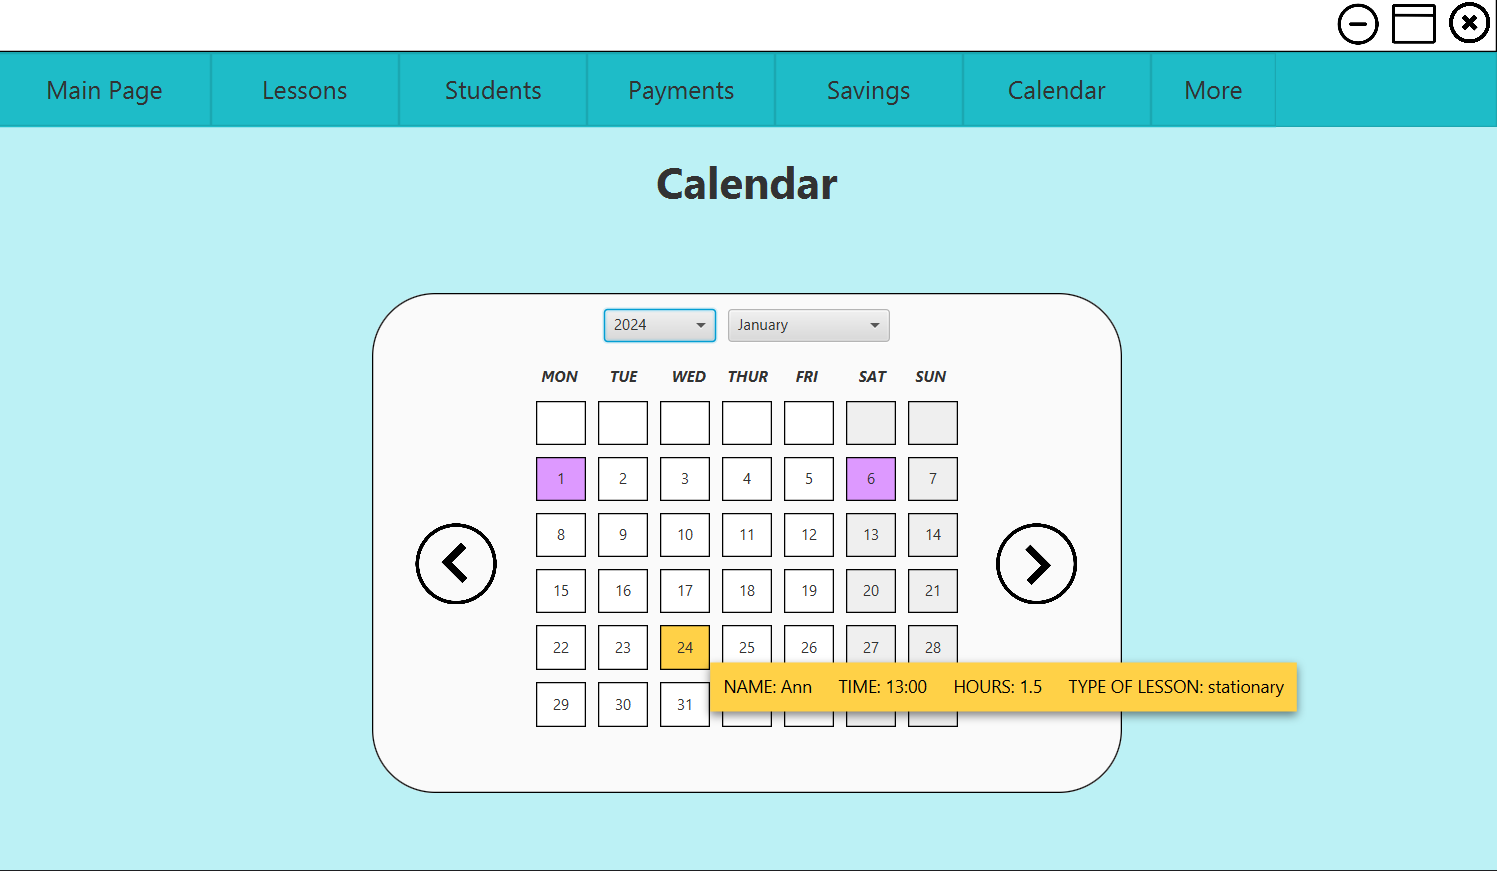 Main Page Lessons Students Payments Savings Calendar More
Calendar
2024 January
MON TUE WED THUR FRI SAT SUN
1 2 3 4 5 6 7
8 9 10 11 12 13 14
15 16 17 18 19 20 21
22 23 24 25 26 27 28
NAME: Ann TIME: 13:00 HOURS: 1.5 TYPE OF LESSON: stationary
29 30 31